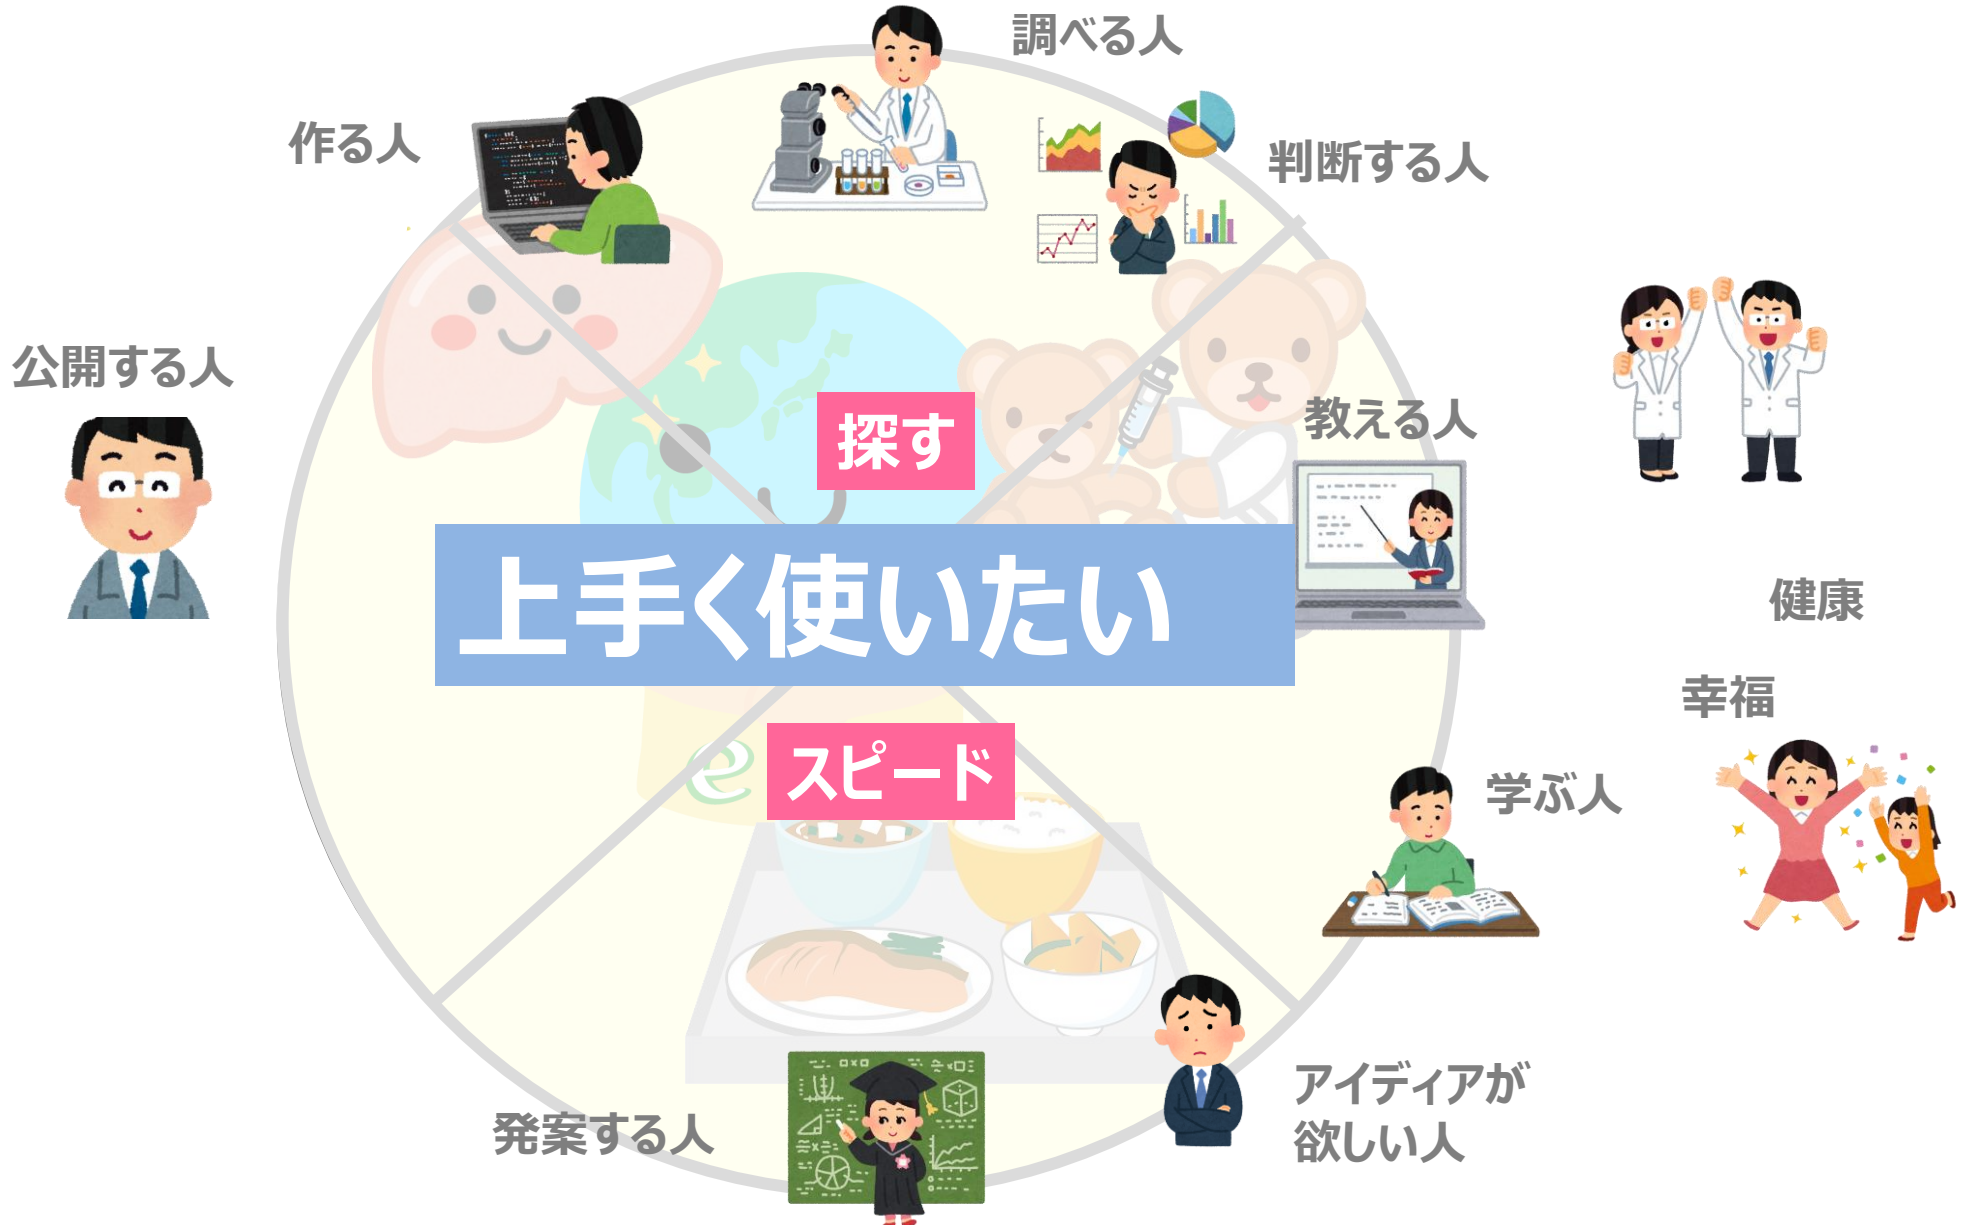 調べる人
作る人
判断する人
公開する人
教える人
探す
上手く使いたい
健康
幸福
スピード
e
学ぶ人
アイディアが
欲しい人
発案する人